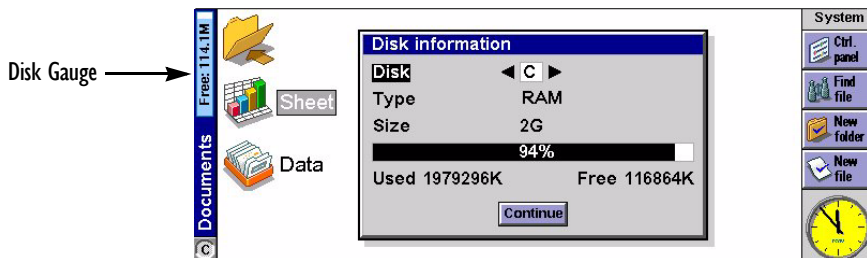 Disk Gauge
Free: 114.1M
Documents
C
Sheet
Data
Disk information
Disk C
Type RAM
Size 2G
94%
Used 1979296K Free 116864K
Continue
System
Ctrl.
panel
Find
file
New
folder
New
file